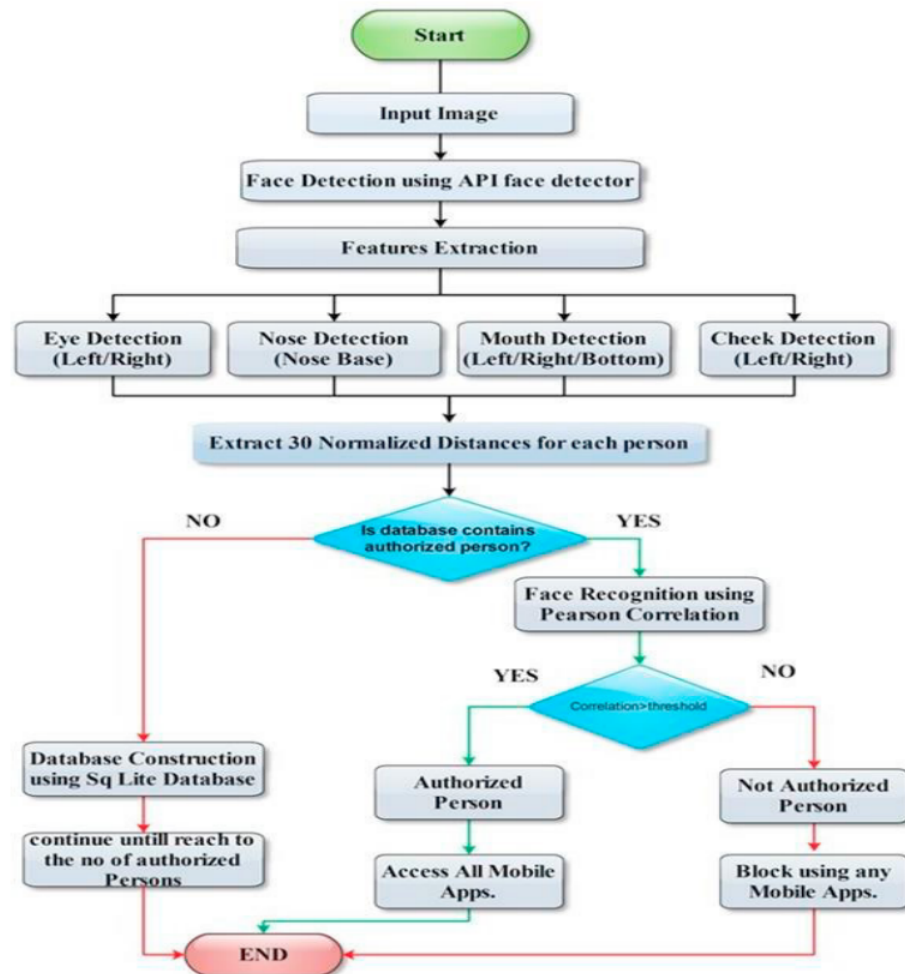 Start
Input Image
Face Detection using API face detector
Features Extraction
Eye Detection
(Left/Right)
Nose Detection
(Nose Base)
Mouth Detection
(Left/Right/Bottom)
Cheek Detection
(Left/Right)
Extract 30 Normalized Distances for each person
NO
YES
Is database contains
authorized person?
Face Recognition using
Pearson Correlation
YES
NO
Correlation>threshold
Database Construction
using Sq Lite Database
Authorized
Person
Not Authorized
Person
continue untill reach to
the no of authorized
Persons
Access All Mobile
Apps.
Block using any
Mobile Apps.
END